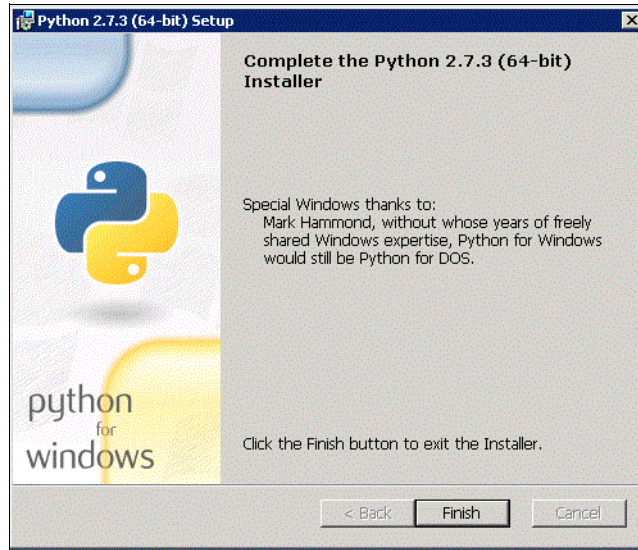 Python 2.7.3 (64-bit) Setup
Complete the Python 2.7.3 (64-bit)
Installer
Special Windows thanks to:
Mark Hammond, without whose years of freely
shared Windows expertise, Python for Windows
would still be Python for DOS.
python
for
windows
Click the Finish button to exit the Installer.
< Back
Finish
Cancel